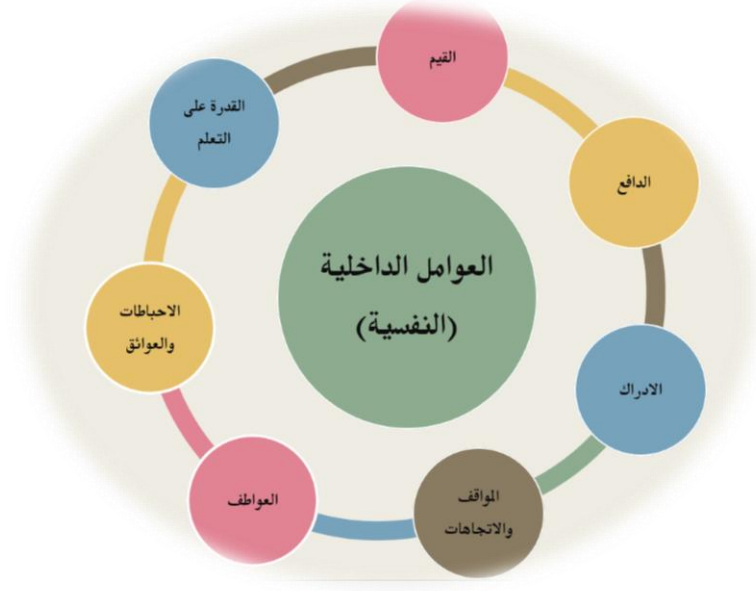 العوامل الداخلية
(النفسية)
القيم
الدافع
الادراك
المواقف
والاتجاهات
العواطف
الاحباطات
والعوائق
القدرة على
التعلم